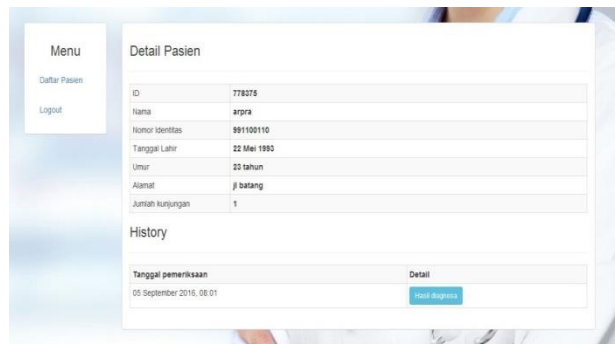 Menu
Daftar Pasien
Logout
Detail Pasien
ID 778375
Nama arpra
Nomor Identitas 991100110
Tanggal Lahir 22 Mei 1993
Umur 23 tahun
Alamat jl batang
Jumlah kunjungan 1
History
Tanggal pemeriksaan Detail
05 September 2016, 08:01 Hasil diagnosa